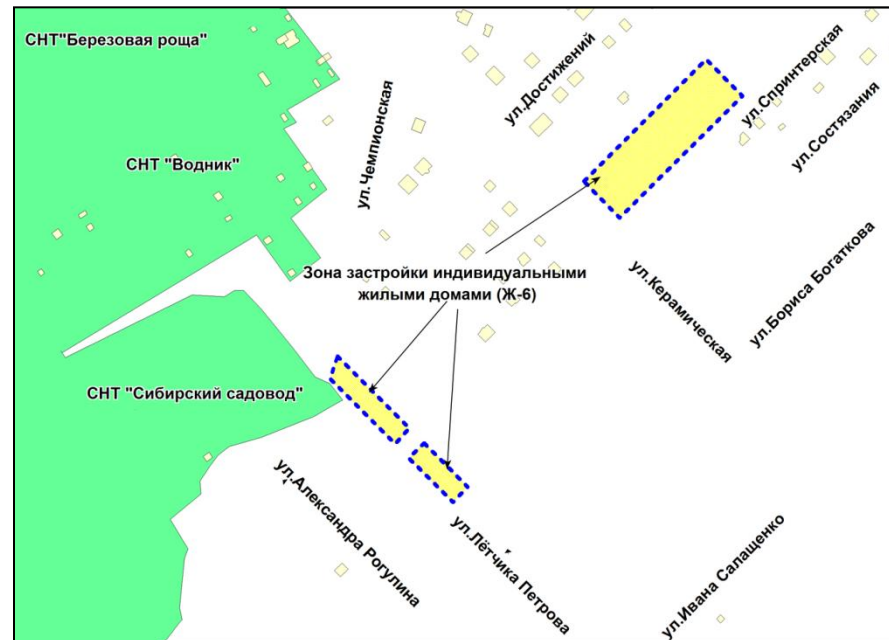 СНТ"Березовая роща"
ул.Достижений
ул.Спринтерская
ул.Чемпионская
ул.Состязания
СНТ "Водник"
Зона застройки индивидуальными
жилыми домами (Ж-6)
ул.Керамическая
ул.Бориса Богаткова
СНТ "Сибирский садовод"
ул.Александра Рогулина
ул.Лётчика Петрова
ул.Ивана Салащенко